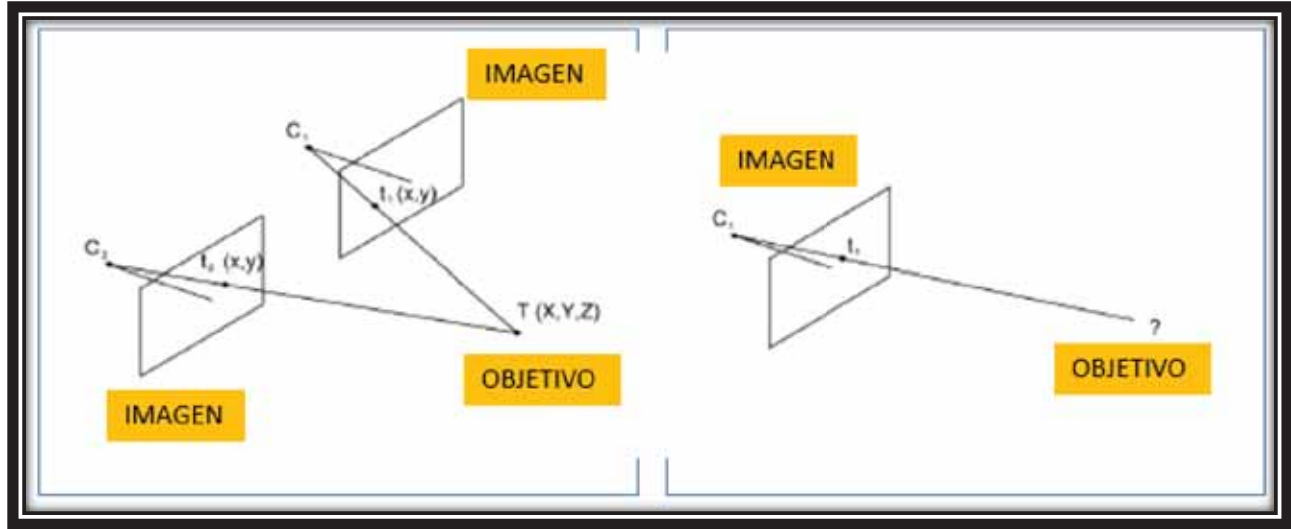 IMAGEN
C₁
t₁ (x,y)
C₂
t₂ (x,y)
T (X,Y,Z)
OBJETIVO
IMAGEN
IMAGEN
C₁
t₁
?
OBJETIVO